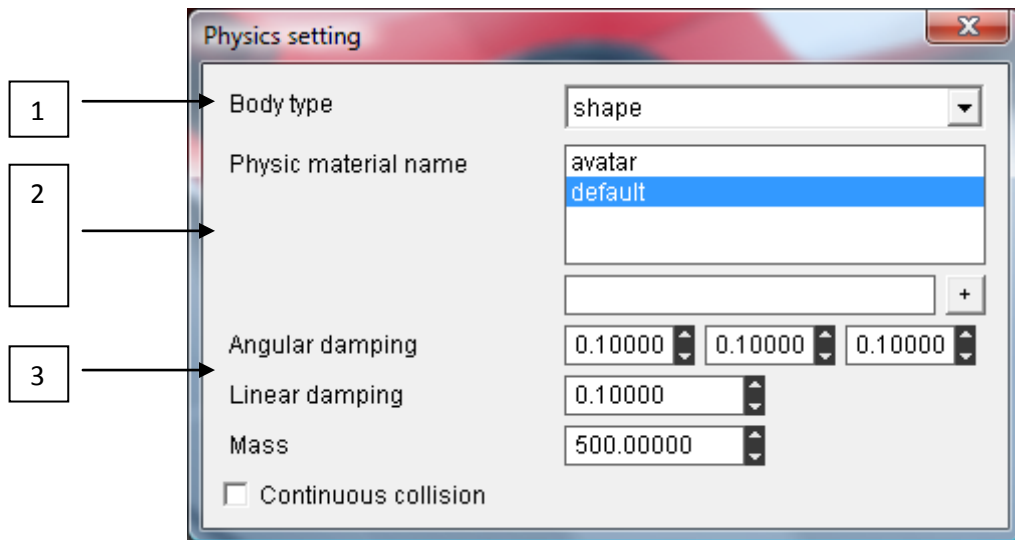 Physics setting
1
Body type
shape
2
Physic material name
avatar
default
+
3
Angular damping
0.10000 0.10000 0.10000
Linear damping
0.10000
Mass
500.00000
Continuous collision